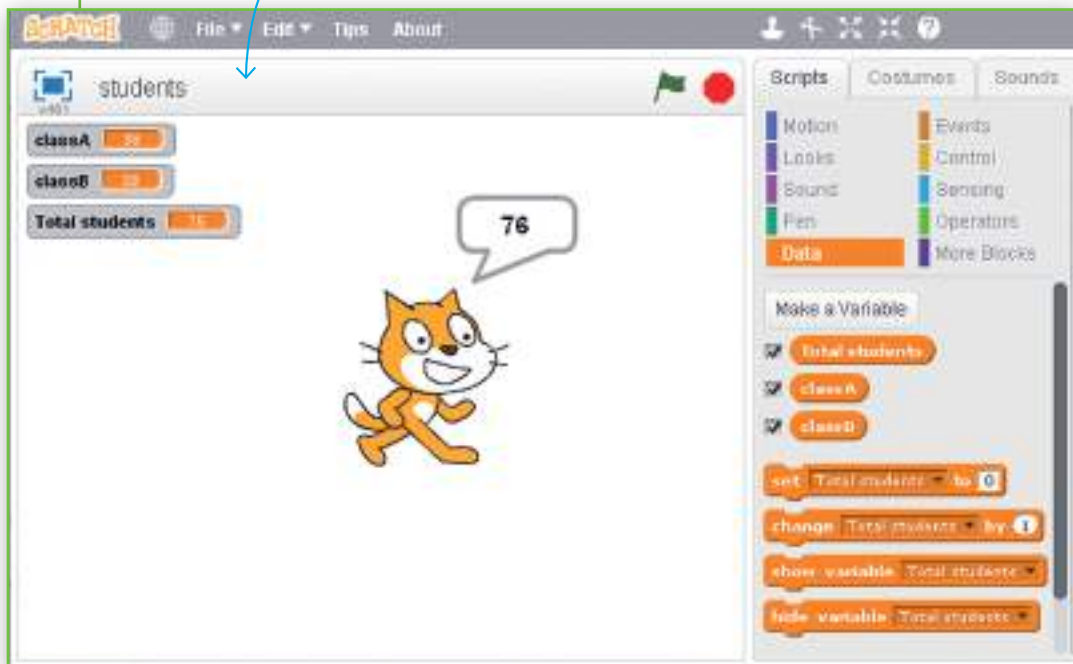 SCRATCH File Edit Tips About
students
Scripts Costumes Sounds
classA
classB
Total students 76
76
Motion Events
Looks Control
Sound Sensing
Pen Operators
Data More Blocks
Make a Variable
Total students
classA
classB
set Total students to 0
change Total students by 1
show variable Total students
hide variable Total students